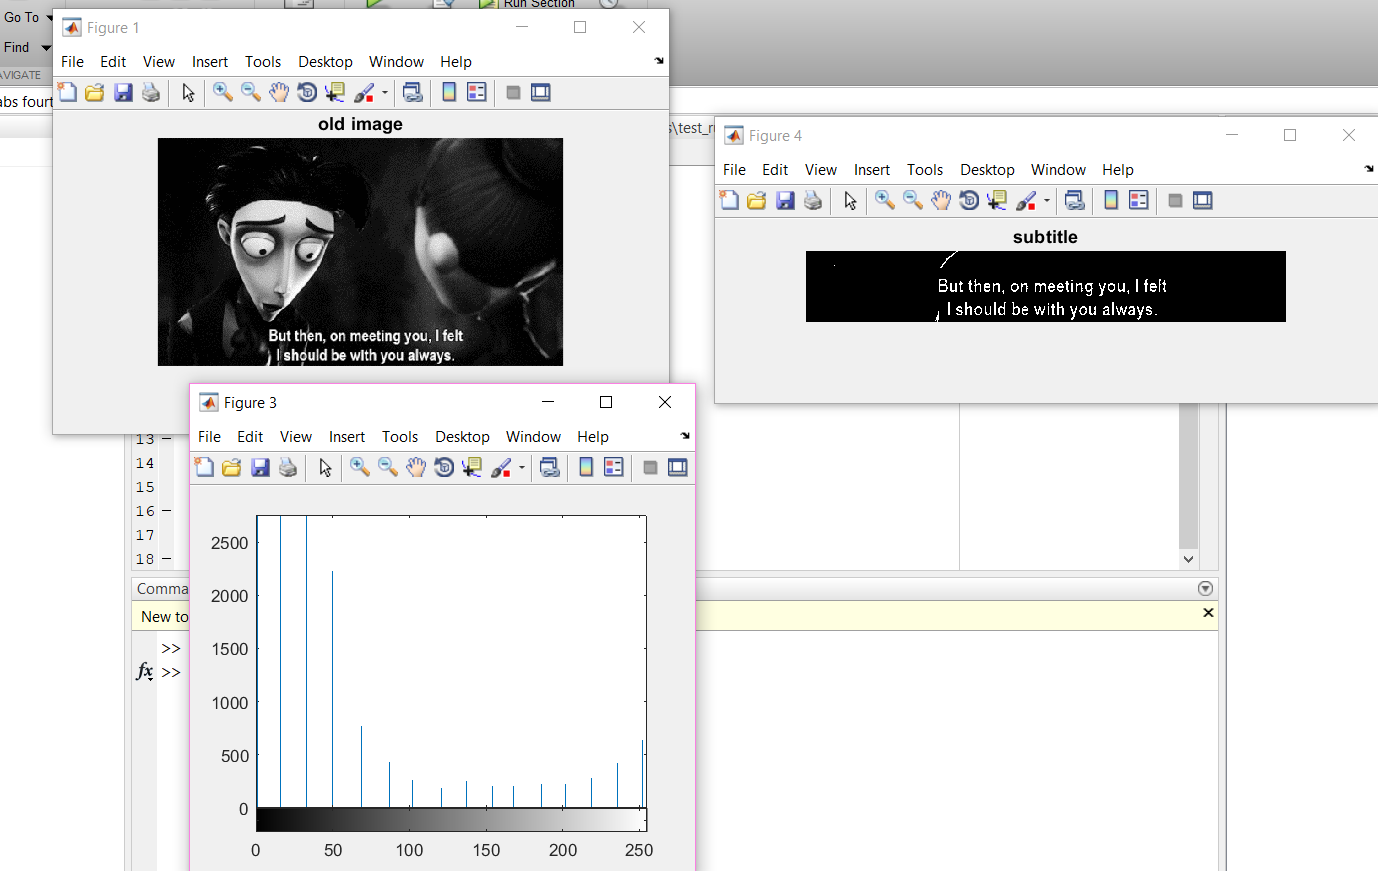 Go To
Run Section
Find
AVIGATE
abs fourt
s\test_ru
Figure 1
File Edit View Insert Tools Desktop Window Help
old image
But then, on meeting you, I felt
I should be with you always.
Figure 4
File Edit View Insert Tools Desktop Window Help
subtitle
But then, on meeting you, I felt
I should be with you always.
Figure 3
File Edit View Insert Tools Desktop Window Help
2500
2000
1500
1000
500
0
0 50 100 150 200 250
13 –
14
15
16 –
17
18 –
Comma
New to
>>
fx >>